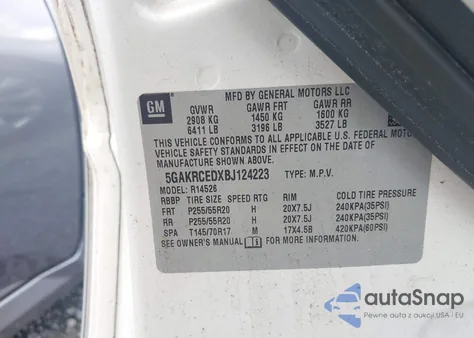 GM
MFD BY GENERAL MOTORS LLC
GVWR GAWR FRT GAWR RR
2908 KG 1450 KG 1600 KG
6411 LB 3196 LB 3527 LB
THIS VEHICLE CONFORMS TO ALL APPLICABLE U.S. FEDERAL MOTOR
VEHICLE SAFETY STANDARDS IN EFFECT ON THE DATE OF
MANUFACTURE SHOWN ABOVE.
5GAKRCEDXBJ124223 TYPE: M.P.V.
MODEL: R14526
RBBP TIRE SIZE SPEED RTG RIM COLD TIRE PRESSURE
FRT P255/55R20 H 20X7.5J 240KPA(35PSI)
RR P255/55R20 H 20X7.5J 240KPA(35PSI)
SPA T145/70R17 M 17X4.5B 420KPA(60PSI)
SEE OWNER'S MANUAL FOR MORE INFORMATION.
autoSnap
Pewne auta z aukcji USA i EU